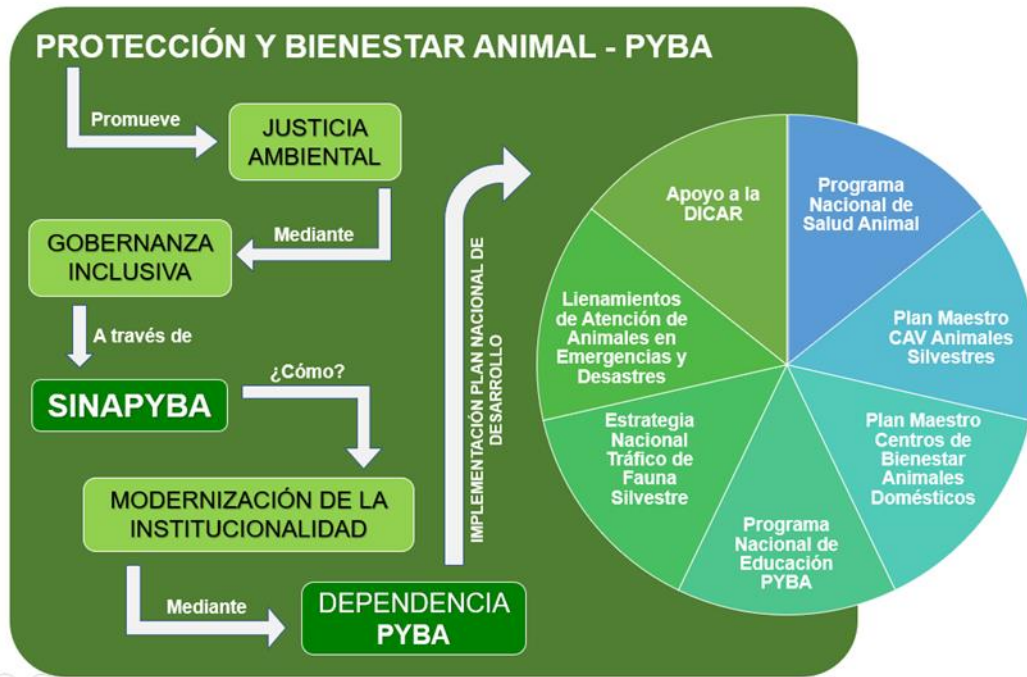 PROTECCIÓN Y BIENESTAR ANIMAL - PYBA
Promueve
JUSTICIA
AMBIENTAL
Mediante
GOBERNANZA
INCLUSIVA
A través de
SINAPYBA
¿Cómo?
MODERNIZACIÓN DE LA
INSTITUCIONALIDAD
Mediante
DEPENDENCIA
PYBA
IMPLEMENTACIÓN PLAN NACIONAL DE
DESARROLLO
Programa
Nacional de
Salud Animal
Plan Maestro
CAV Animales
Silvestres
Plan Maestro
Centros de
Bienestar
Animales
Domésticos
Programa
Nacional de
Educación
PYBA
Estrategia
Nacional
Tráfico de
Fauna
Silvestre
Lienamientos
de Atención de
Animales en
Emergencias y
Desastres
Apoyo a la
DICAR